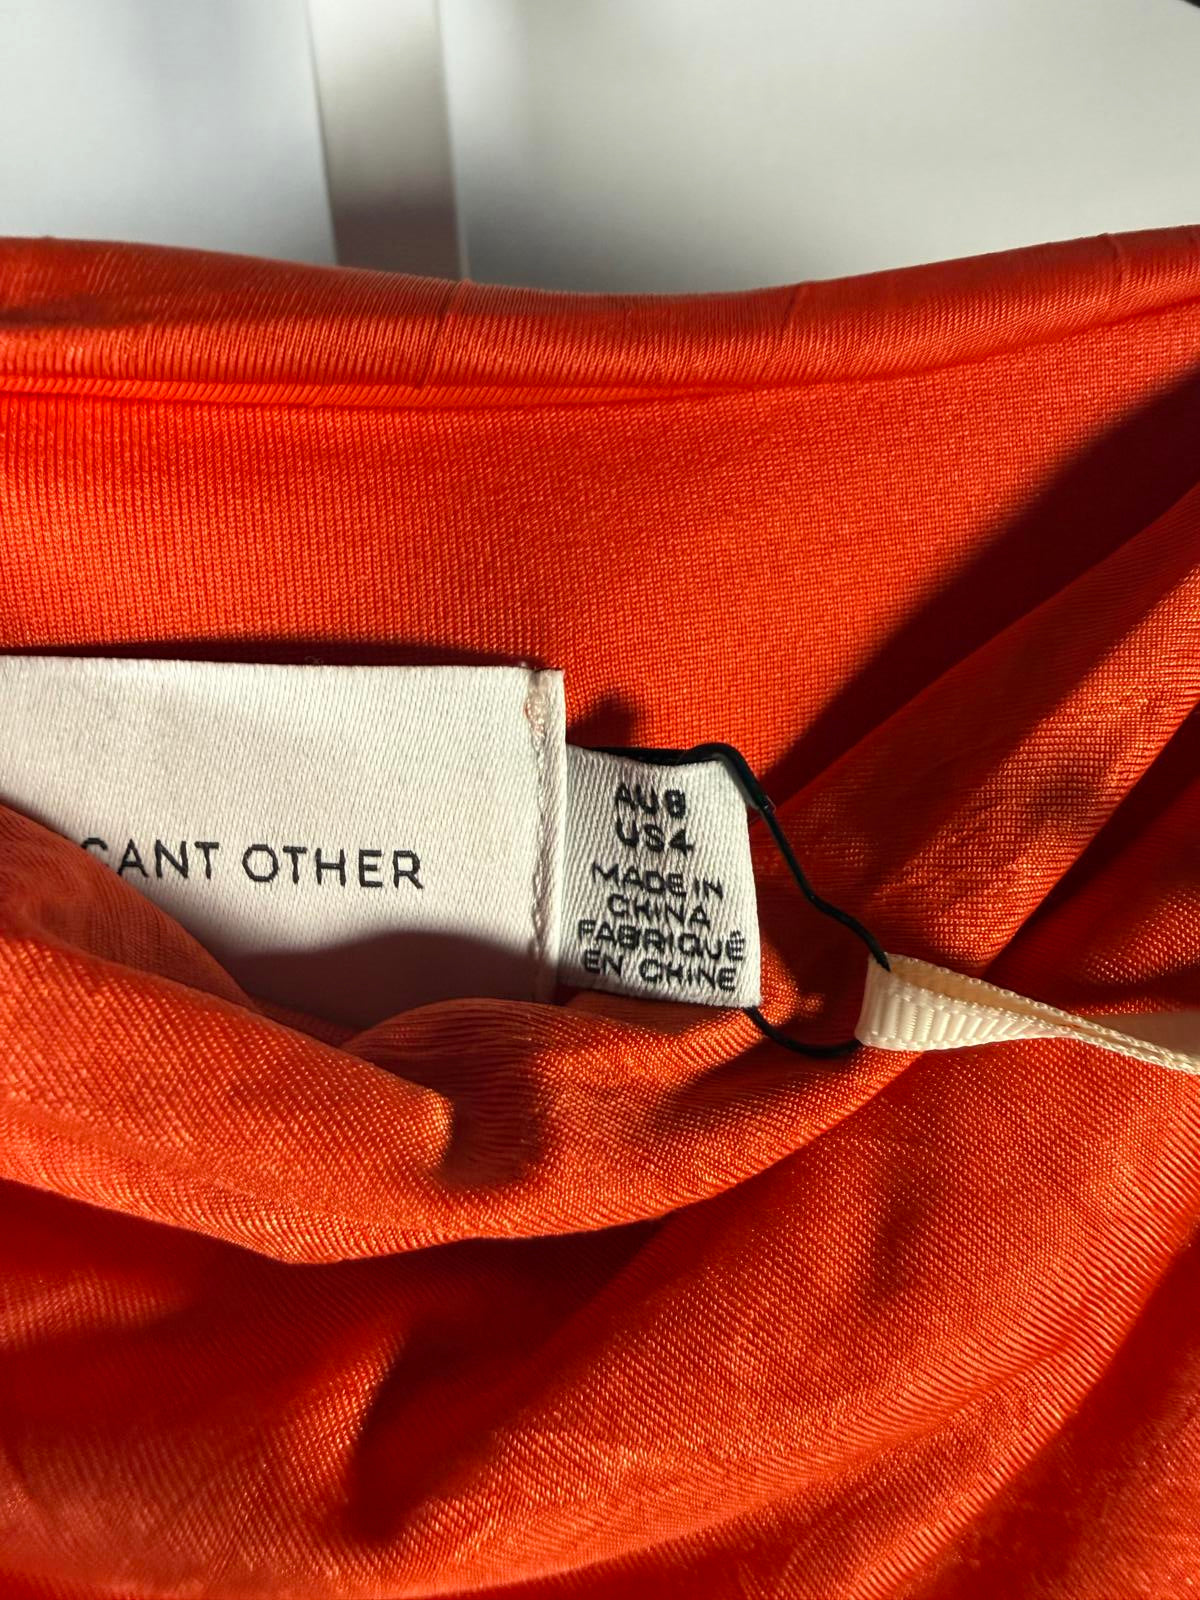 CANT OTHER
AU8
US4
MADE IN
CHINA
FABRIQUÉ
EN CHINE